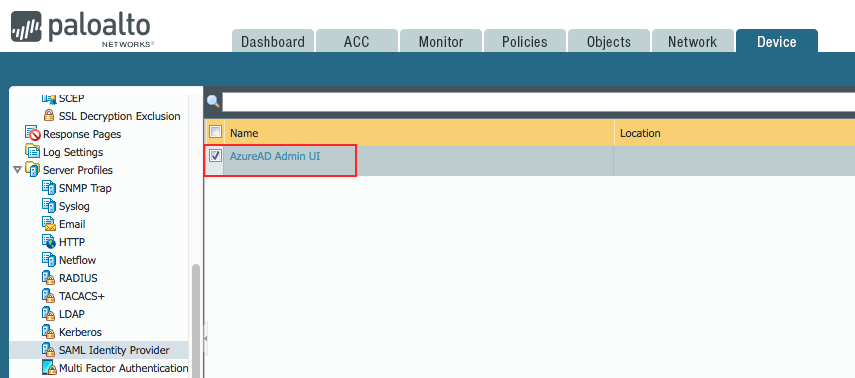 paloalto
NETWORKS
Dashboard ACC Monitor Policies Objects Network Device
SCEP
SSL Decryption Exclusion
Response Pages
Log Settings
Server Profiles
SNMP Trap
Syslog
Email
HTTP
Netflow
RADIUS
TACACS+
LDAP
Kerberos
SAML Identity Provider
Multi Factor Authentication
Name Location
AzureAD Admin UI